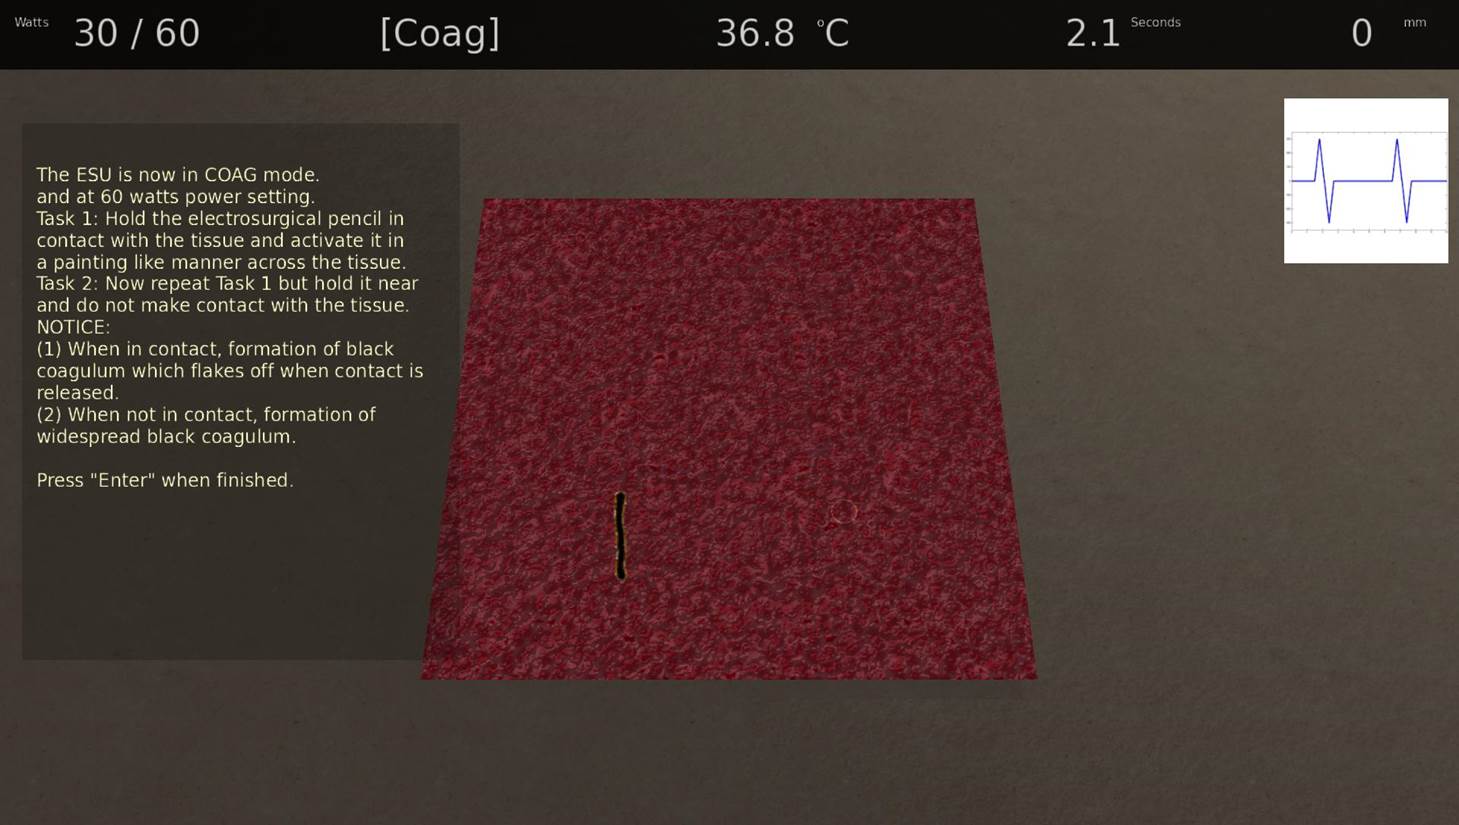 Watts 30 / 60 [Coag] 36.8 °C 2.1 Seconds 0 mm
The ESU is now in COAG mode.
and at 60 watts power setting.
Task 1: Hold the electrosurgical pencil in
contact with the tissue and activate it in
a painting like manner across the tissue.
Task 2: Now repeat Task 1 but hold it near
and do not make contact with the tissue.
NOTICE:
(1) When in contact, formation of black
coagulum which flakes off when contact is
released.
(2) When not in contact, formation of
widespread black coagulum.
Press "Enter" when finished.